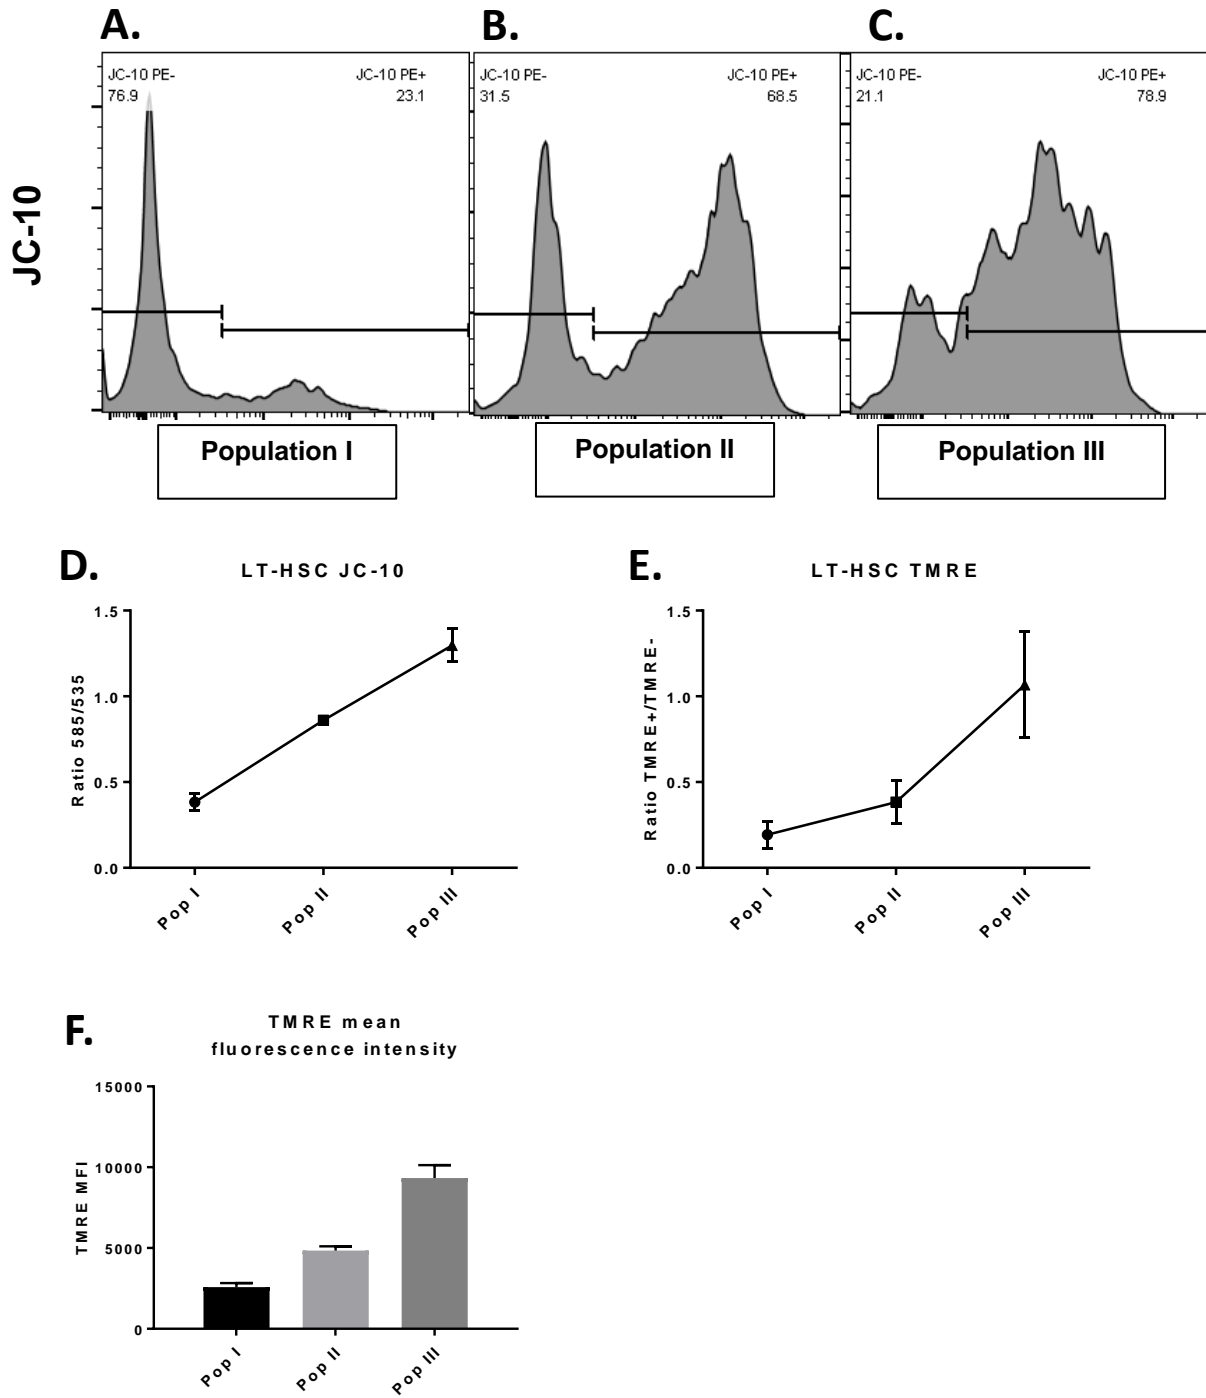 A.
B.
C.
JC-10
JC-10 PE-
76.9
JC-10 PE+
23.1
JC-10 PE-
31.5
JC-10 PE+
68.5
JC-10 PE-
21.1
JC-10 PE+
78.9
Population I
Population II
Population III
D.
LT-HSC JC-10
Ratio 585/535
1.5
1.0
0.5
0.0
Pop I
Pop II
Pop III
E.
LT-HSC TMRE
Ratio TMRE+/TMRE-
1.5
1.0
0.5
0.0
Pop I
Pop II
Pop III
F.
TMRE mean
fluorescence intensity
TMRE MFI
15000
10000
5000
0
Pop I
Pop II
Pop III